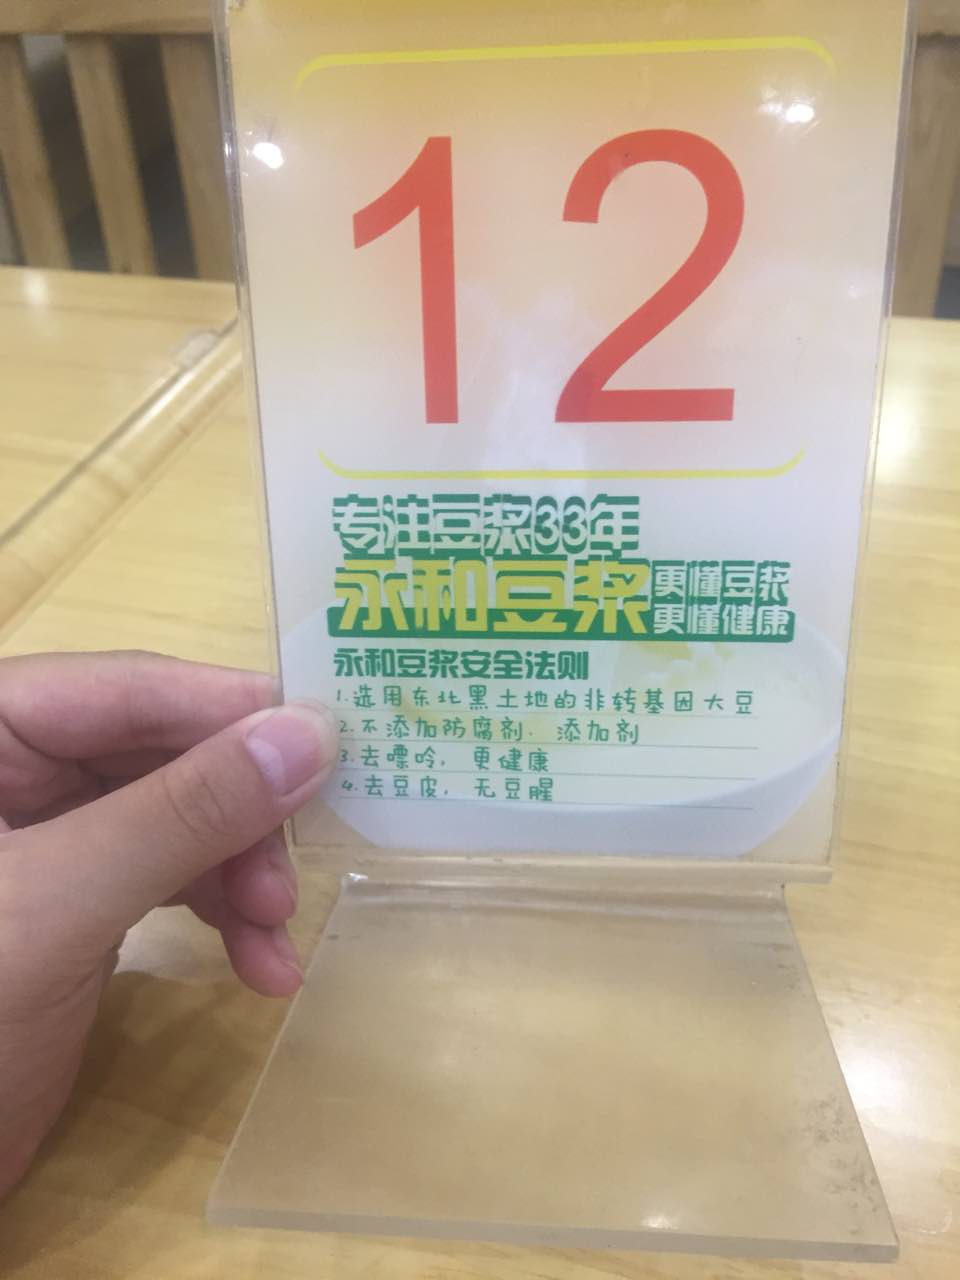 12
专注豆浆33年
永和豆浆
更懂豆浆
更懂健康
永和豆浆安全法则
1.选用东北黑土地的非转基因大豆
2.不添加防腐剂.添加剂
3.去嘌呤，更健康
4.去豆皮，无豆腥